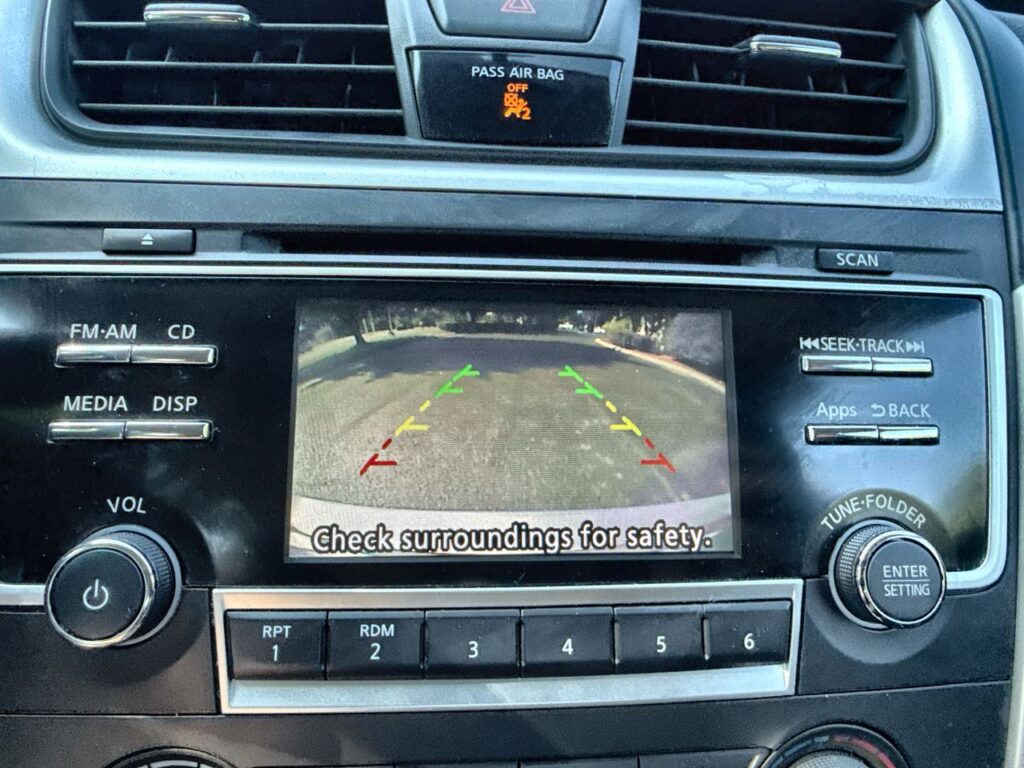 PASS AIR BAG
OFF
2
SCAN
FM·AM CD
SEEK·TRACK
MEDIA DISP
Apps BACK
VOL
TUNE·FOLDER
Check surroundings for safety.
ENTER
SETTING
RPT
1
RDM
2
3
4
5
6